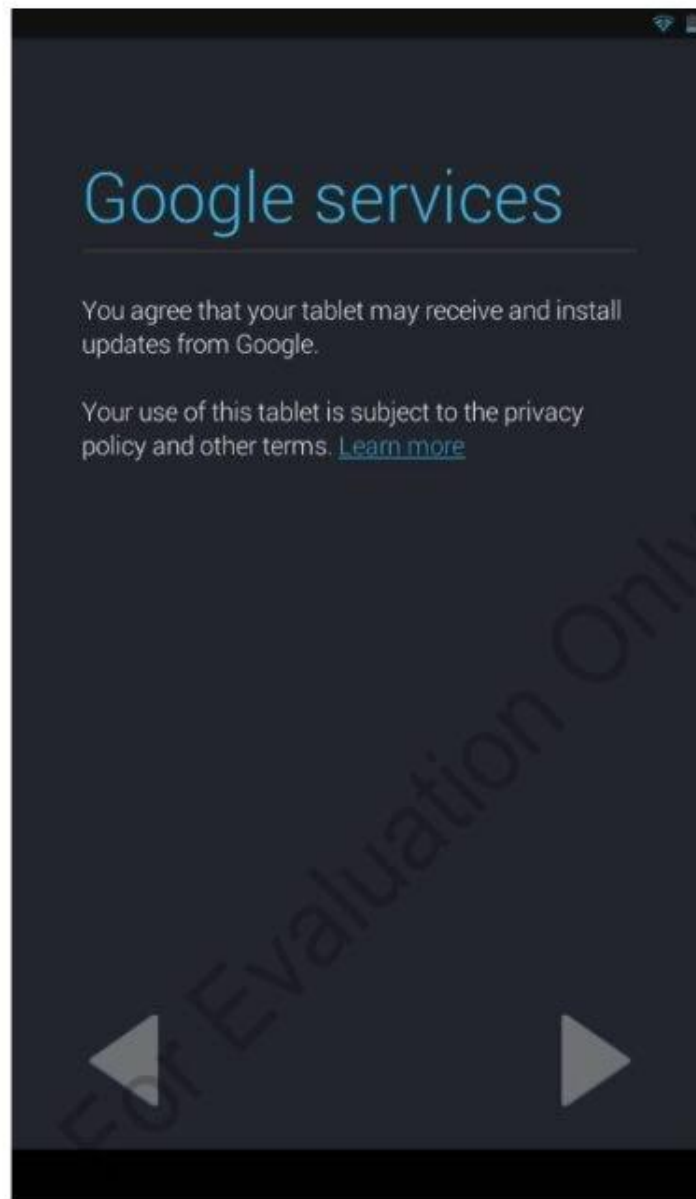 Google services
You agree that your tablet may receive and install
updates from Google.
Your use of this tablet is subject to the privacy
policy and other terms. Learn more
For Evaluation Only